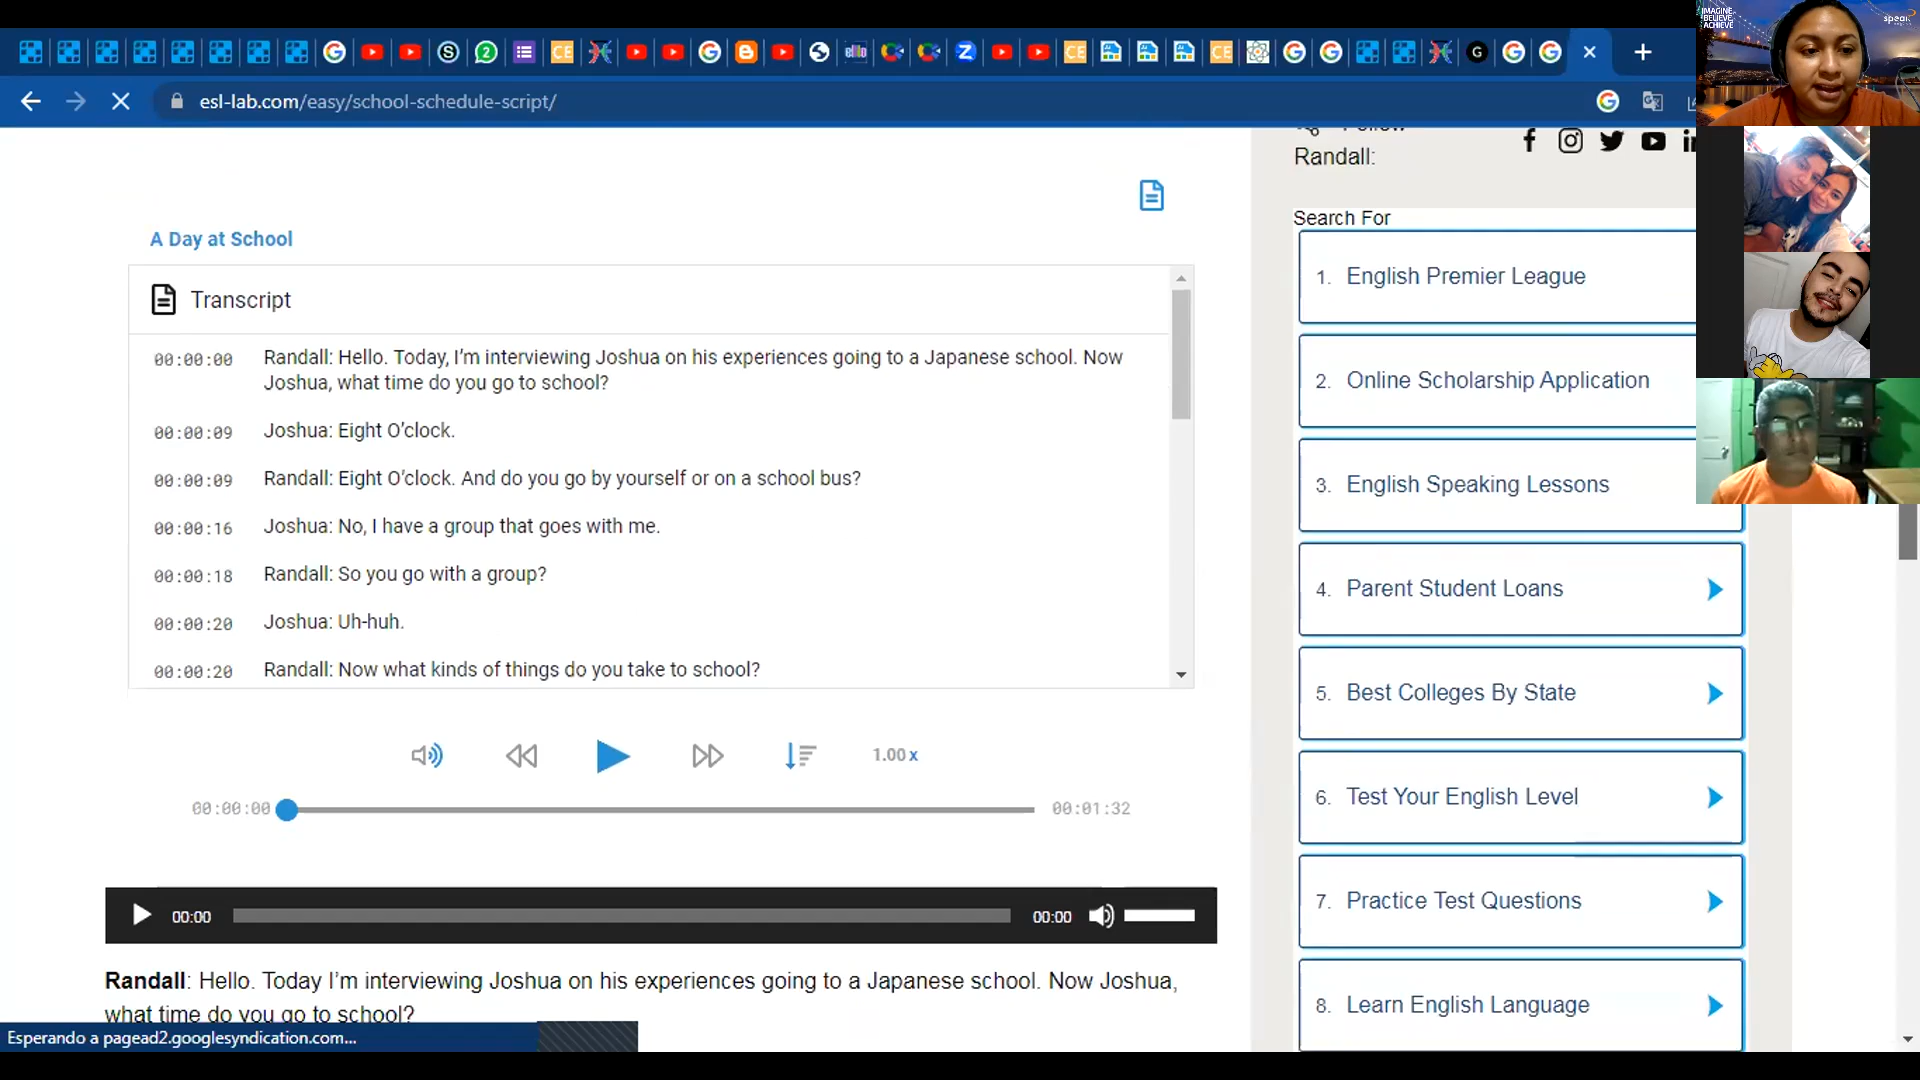 esl-lab.com/easy/school-schedule-script/
IMAGINE.
BELIEVE.
ACHIEVE
speak
Randall:
A Day at School
Search For
Transcript
00:00:00 Randall: Hello. Today, I'm interviewing Joshua on his experiences going to a Japanese school. Now
Joshua, what time do you go to school?
00:00:09 Joshua: Eight O'clock.
00:00:09 Randall: Eight O'clock. And do you go by yourself or on a school bus?
00:00:16 Joshua: No, I have a group that goes with me.
00:00:18 Randall: So you go with a group?
00:00:20 Joshua: Uh-huh.
00:00:20 Randall: Now what kinds of things do you take to school?
1.00 x
00:00:00 00:01:32
00:00 00:00
Randall: Hello. Today I'm interviewing Joshua on his experiences going to a Japanese school. Now Joshua,
what time do you go to school?
1. English Premier League
2. Online Scholarship Application
3. English Speaking Lessons
4. Parent Student Loans
5. Best Colleges By State
6. Test Your English Level
7. Practice Test Questions
8. Learn English Language
Esperando a pagead2.googlesyndication.com...